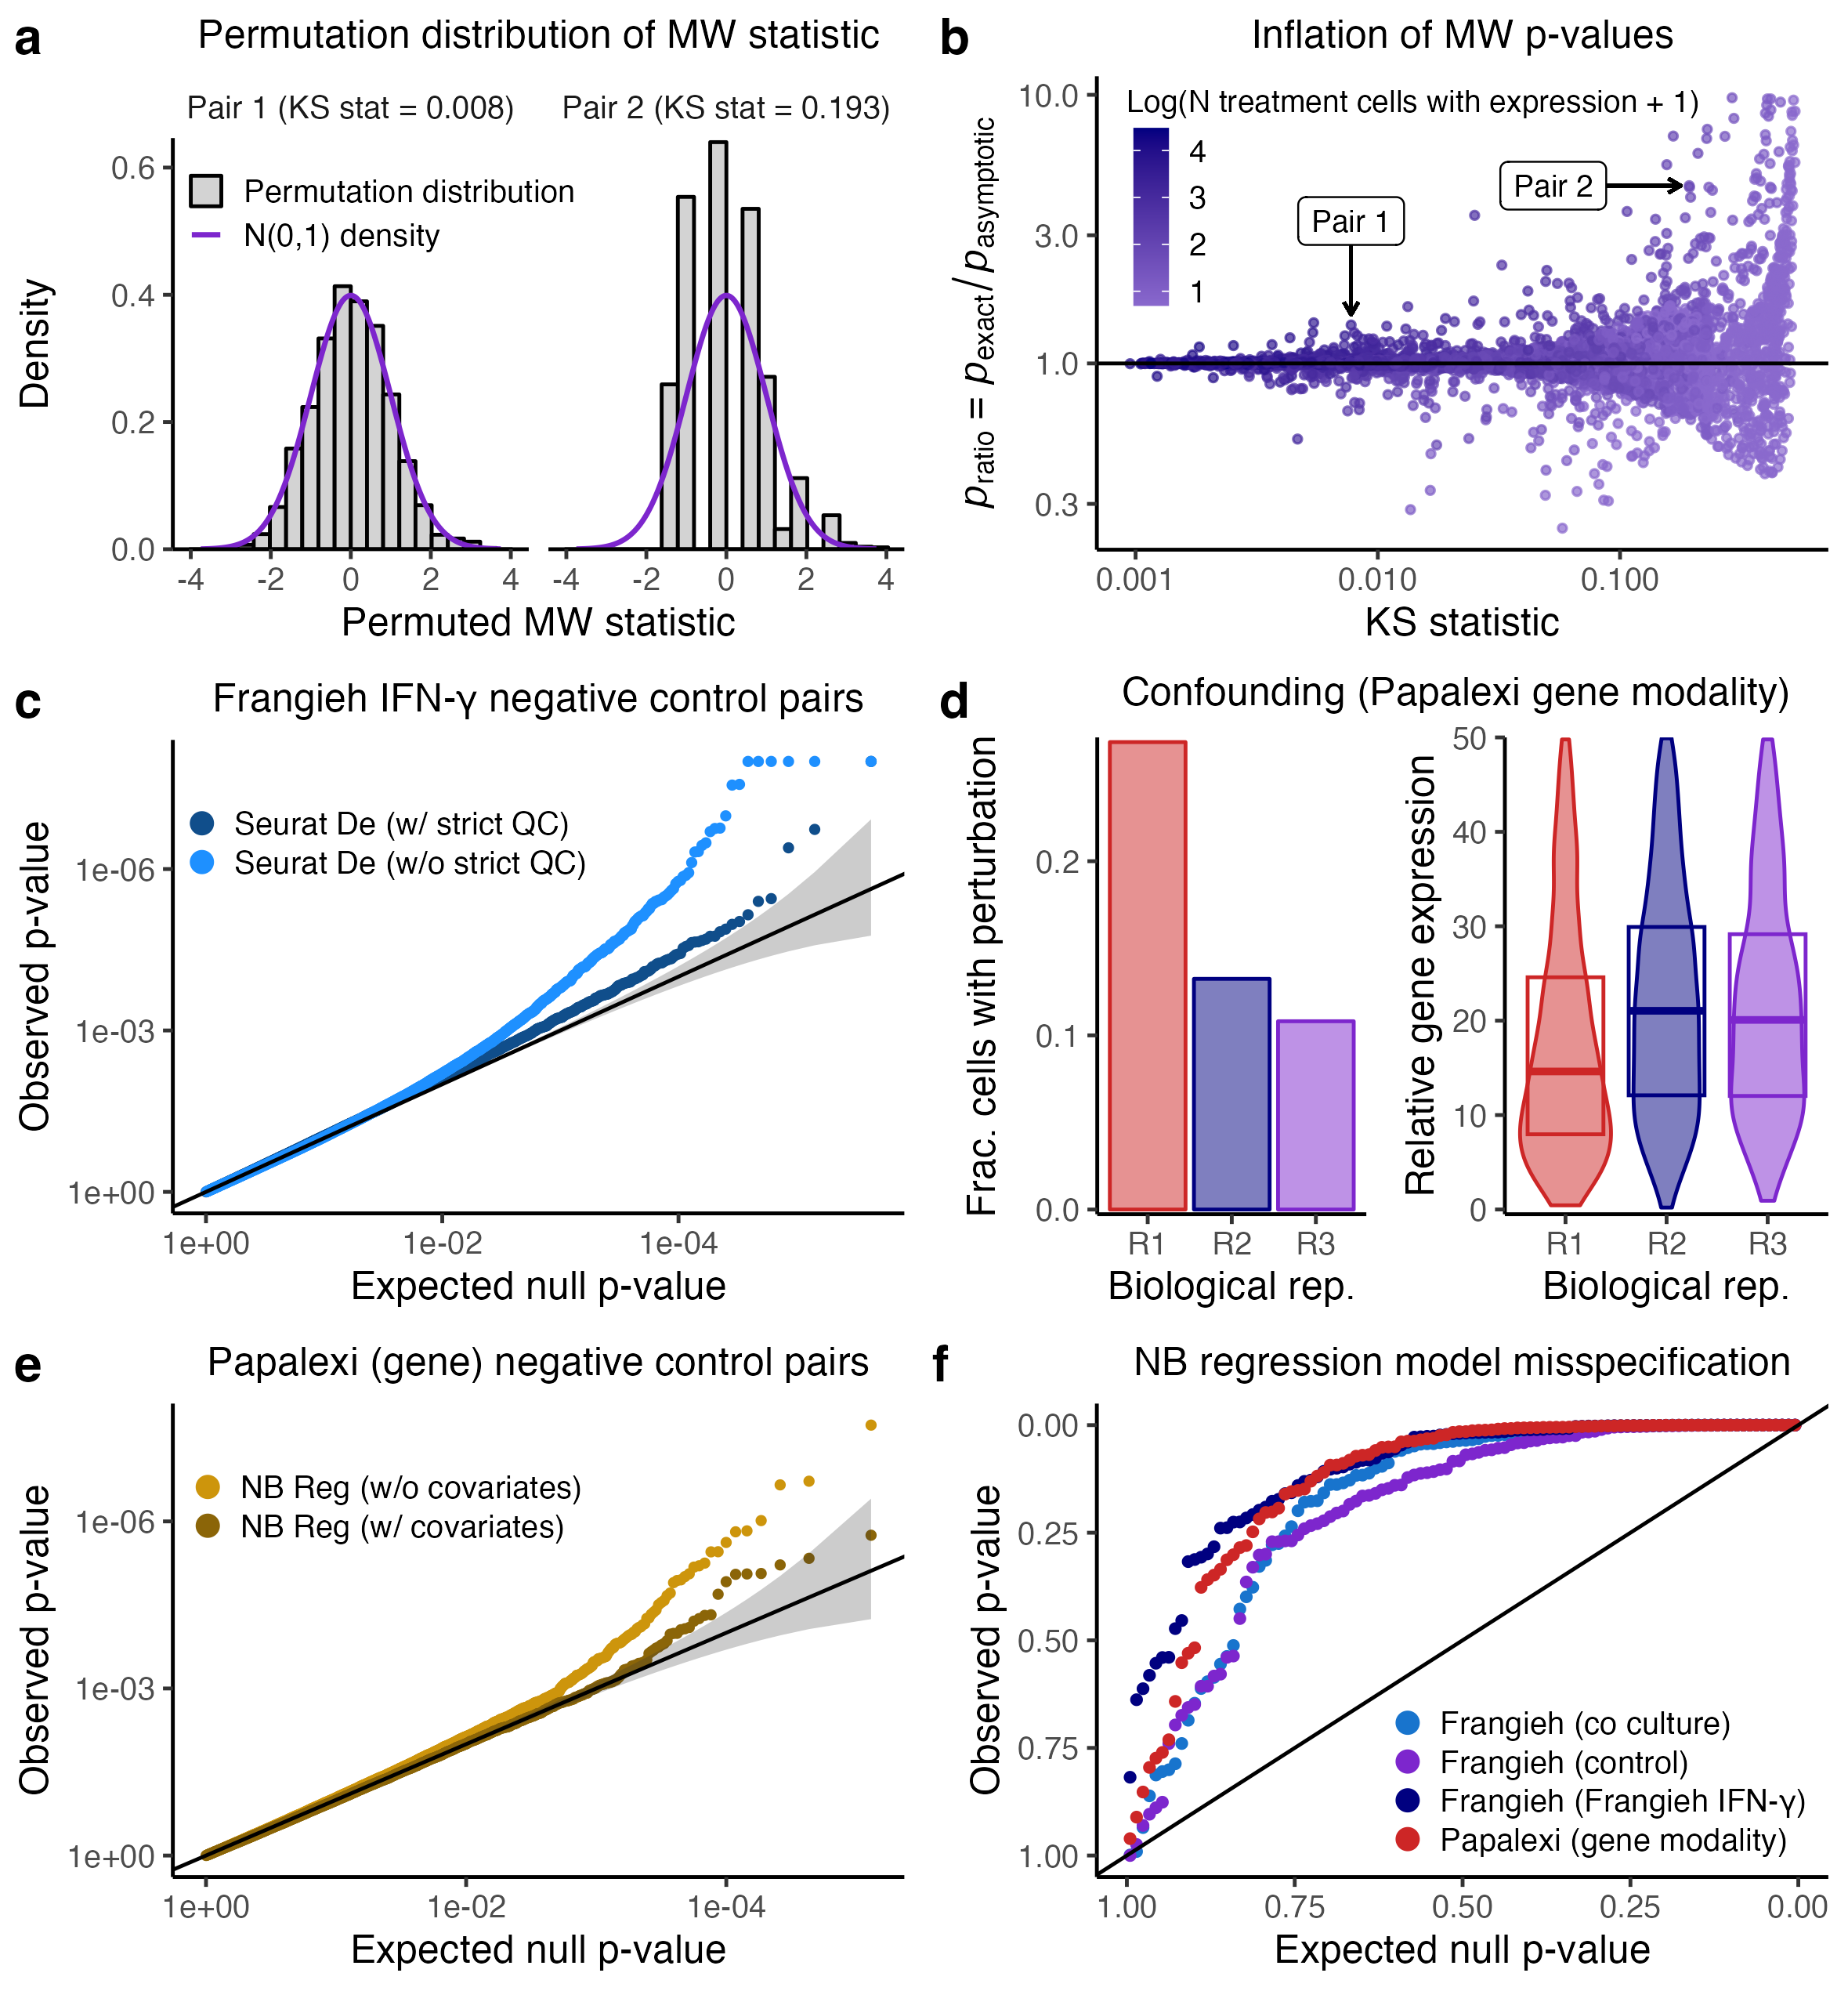 a
Permutation distribution of MW statistic
Pair 1 (KS stat = 0.008)
Pair 2 (KS stat = 0.193)
Permutation distribution
N(0,1) density
Density
0.6
0.4
0.2
0.0
-4 -2 0 2 4
-4 -2 0 2 4
Permuted MW statistic
b
Inflation of MW p-values
Log(N treatment cells with expression + 1)
4
3
2
1
Pair 1
Pair 2
pratio = pexact / pasymptotic
10.0
3.0
1.0
0.3
0.001 0.010 0.100
KS statistic
c
Frangieh IFN-γ negative control pairs
Seurat De (w/ strict QC)
Seurat De (w/o strict QC)
Observed p-value
1e-06
1e-03
1e+00
1e+00 1e-02 1e-04
Expected null p-value
d
Confounding (Papalexi gene modality)
Frac. cells with perturbation
0.2
0.1
0.0
R1 R2 R3
Biological rep.
Relative gene expression
50
40
30
20
10
0
R1 R2 R3
Biological rep.
e
Papalexi (gene) negative control pairs
NB Reg (w/o covariates)
NB Reg (w/ covariates)
Observed p-value
1e-06
1e-03
1e+00
1e+00 1e-02 1e-04
Expected null p-value
f
NB regression model misspecification
Observed p-value
0.00
0.25
0.50
0.75
1.00
Frangieh (co culture)
Frangieh (control)
Frangieh (Frangieh IFN-γ)
Papalexi (gene modality)
1.00 0.75 0.50 0.25 0.00
Expected null p-value